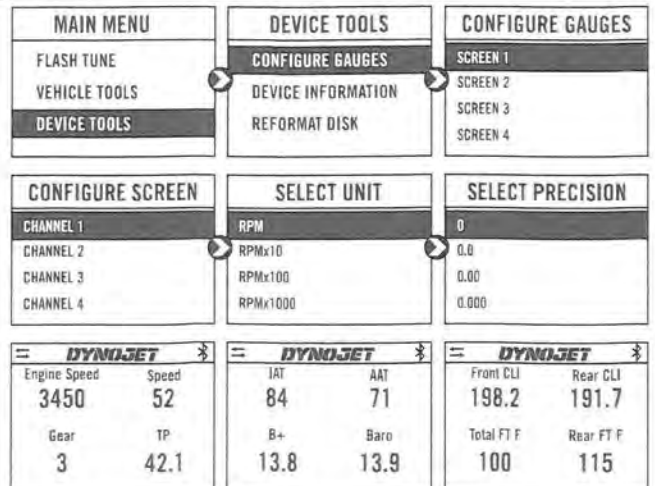 MAIN MENU
FLASH TUNE
VEHICLE TOOLS
DEVICE TOOLS
DEVICE TOOLS
CONFIGURE GAUGES
DEVICE INFORMATION
REFORMAT DISK
CONFIGURE GAUGES
SCREEN 1
SCREEN 2
SCREEN 3
SCREEN 4
CONFIGURE SCREEN
CHANNEL 1
CHANNEL 2
CHANNEL 3
CHANNEL 4
SELECT UNIT
RPM
RPMx10
RPMx100
RPMx1000
SELECT PRECISION
0
0.0
0.00
0.000
DYNOJET
Engine Speed Speed
3450 52
Gear TP
3 42.1
DYNOJET
IAT AAT
84 71
B+ Baro
13.8 13.9
DYNOJET
Front CLI Rear CLI
198.2 191.7
Total FT F Rear FT F
100 115